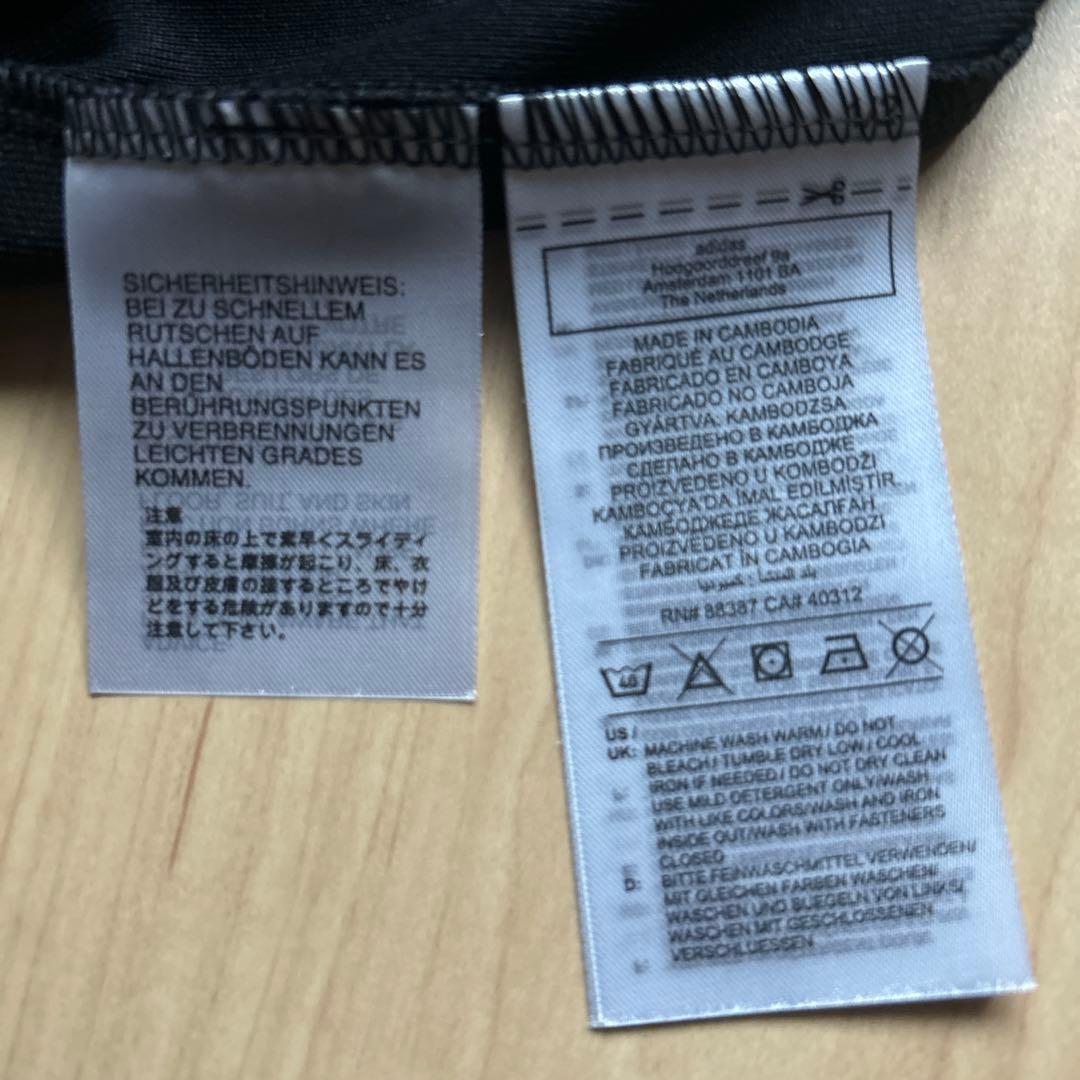 SICHERHEITSHINWEIS:
BEI ZU SCHNELLEM
RUTSCHEN AUF
HALLENBÖDEN KANN ES
AN DEN
BERÜHRUNGSPUNKTEN
ZU VERBRENNUNGEN
LEICHTEN GRADES
KOMMEN.
注意
室内の床の上で素早くスライディ
ングすると摩擦が起こり、床、衣
服及び皮膚の接するところでやけ
どをする危険がありますので十分
注意して下さい。
adidas
Hoogoorddreef 9a
Amsterdam 1101 BA
The Netherlands
MADE IN CAMBODIA
FABRIQUÉ AU CAMBODGE
FABRICADO EN CAMBOYA
FABRICADO NO CAMBOJA
GYÁRTVA: KAMBODZSA
ПРОИЗВЕДЕНО В КАМБОДЖА
СДЕЛАНО В КАМБОДЖЕ
PROIZVEDENO U KOMBODŽI
KAMBOÇYA'DA İMAL EDİLMİŞTİR
КАМБОДЖЕДЕ ЖАСАЛҒАН
PROIZVEDENO U KAMBODŽI
FABRICAT ÎN CAMBOGIA
بلد المنشأ: كمبوديا
RN# 88387 CA# 40312
40
US /
UK: MACHINE WASH WARM / DO NOT
BLEACH / TUMBLE DRY LOW / COOL
IRON IF NEEDED / DO NOT DRY CLEAN
USE MILD DETERGENT ONLY/WASH
WITH LIKE COLORS/WASH AND IRON
INSIDE OUT/WASH WITH FASTENERS
CLOSED
D: BITTE FEINWASCHMITTEL VERWENDEN/
MIT GLEICHEN FARBEN WASCHEN/
WASCHEN UND BUEGELN VON LINKS/
WASCHEN MIT GESCHLOSSENEN
VERSCHLUESSEN